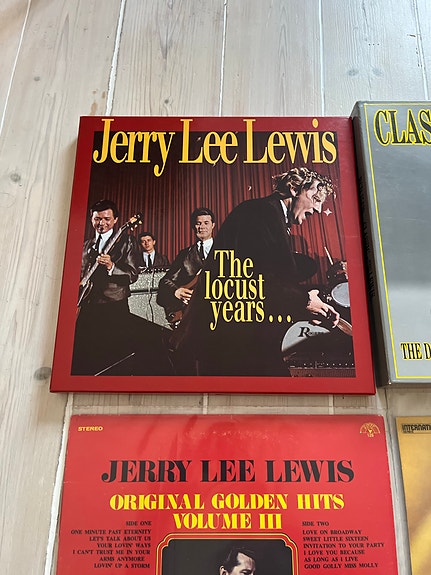 Jerry Lee Lewis
The
locust
years...
CLAS
THE D
STEREO
JERRY LEE LEWIS
ORIGINAL GOLDEN HITS
VOLUME III
SIDE ONE
ONE MINUTE PAST ETERNITY
LET'S TALK ABOUT US
YOUR LOVIN' WAYS
I CAN'T TRUST ME IN YOUR
ARMS ANYMORE
LOVIN' UP A STORM
SIDE TWO
LOVE ON BROADWAY
SWEET LITTLE SIXTEEN
INVITATION TO YOUR PARTY
I LOVE YOU BECAUSE
AS LONG AS I LIVE
GOOD GOLLY MISS MOLLY
INTERNATI